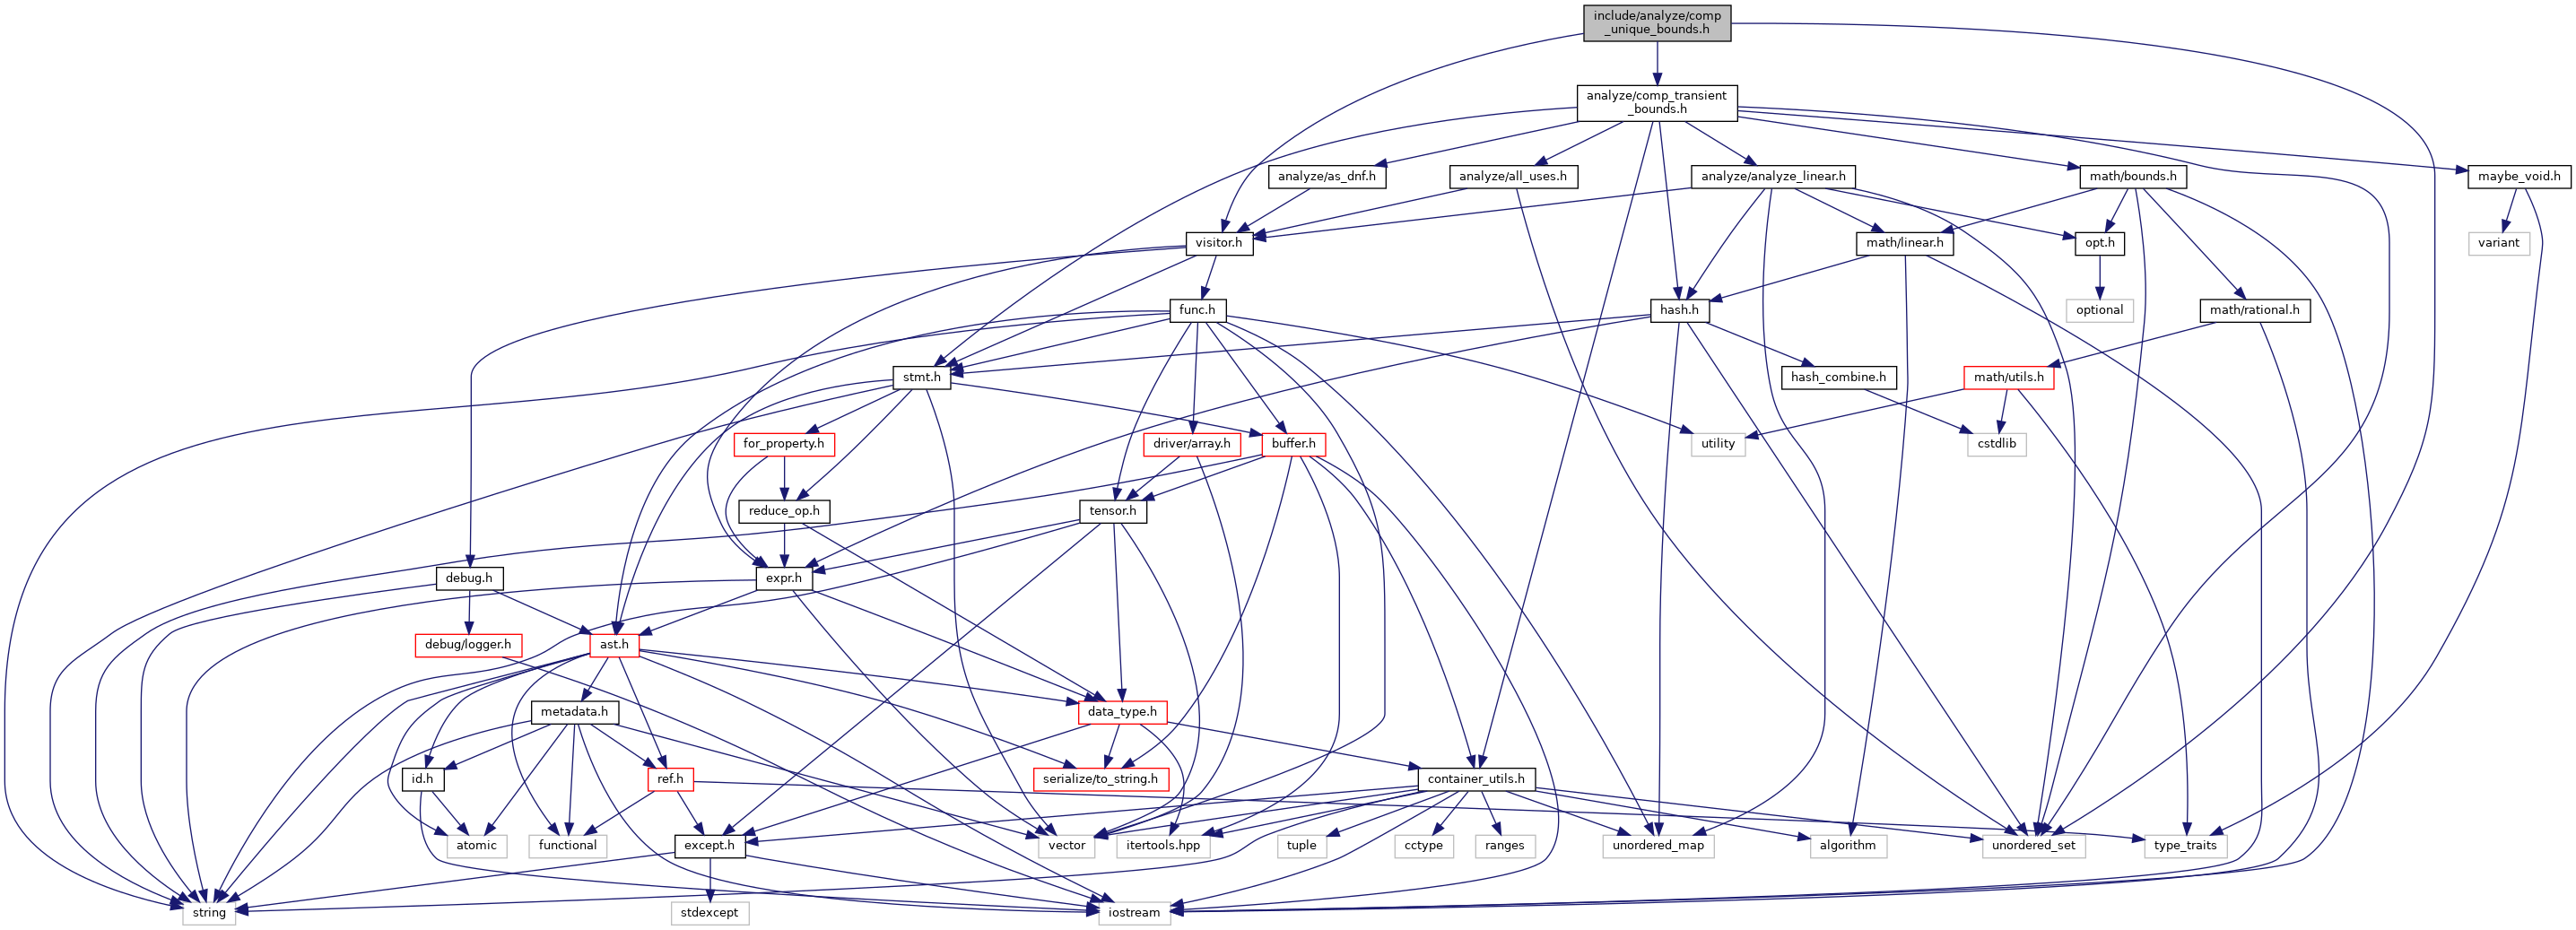 include/analyze/comp
_unique_bounds.h
analyze/comp_transient
_bounds.h
analyze/as_dnf.h
analyze/all_uses.h
analyze/analyze_linear.h
math/bounds.h
maybe_void.h
visitor.h
math/linear.h
opt.h
variant
func.h
hash.h
optional
math/rational.h
stmt.h
hash_combine.h
math/utils.h
for_property.h
driver/array.h
buffer.h
utility
cstdlib
reduce_op.h
tensor.h
debug.h
expr.h
debug/logger.h
ast.h
metadata.h
data_type.h
id.h
ref.h
serialize/to_string.h
container_utils.h
atomic
functional
except.h
vector
itertools.hpp
tuple
cctype
ranges
unordered_map
algorithm
unordered_set
type_traits
string
stdexcept
iostream